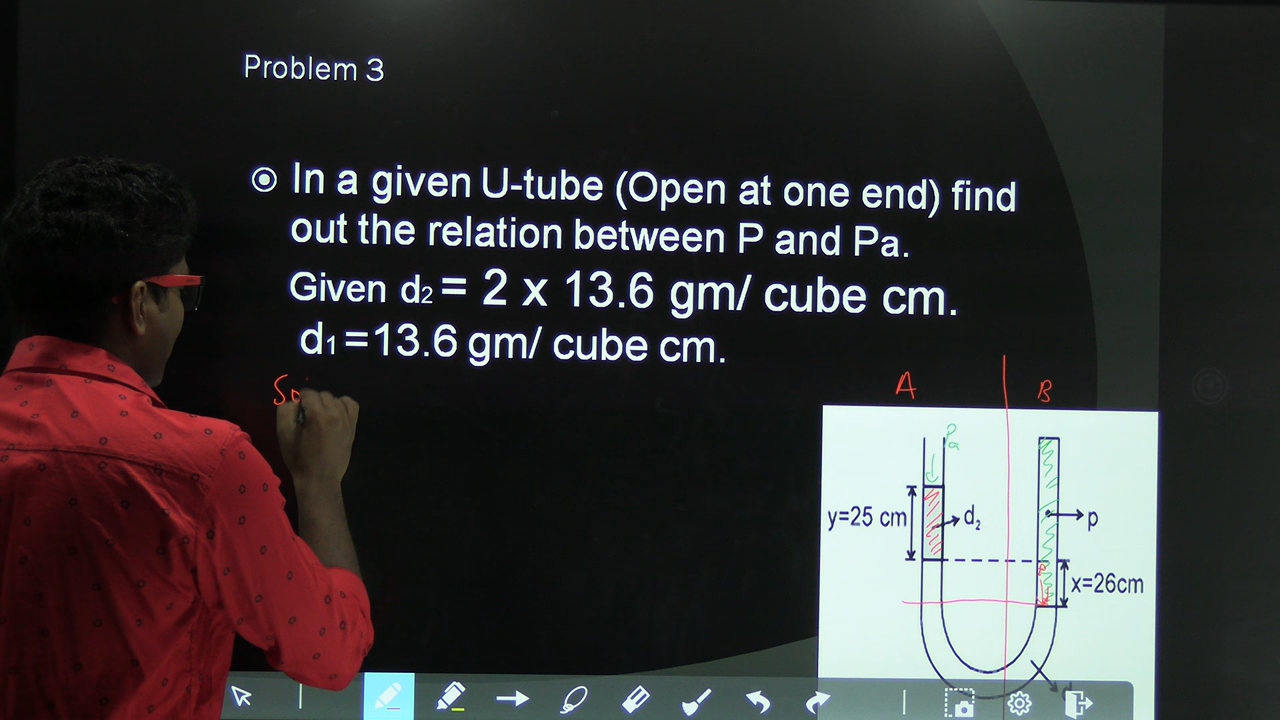 Problem 3
In a given U-tube (Open at one end) find
out the relation between P and Pa.
Given d2 = 2 x 13.6 gm/ cube cm.
d1 =13.6 gm/ cube cm.
So
A
B
Pa
y=25 cm
d2
p
x=26cm